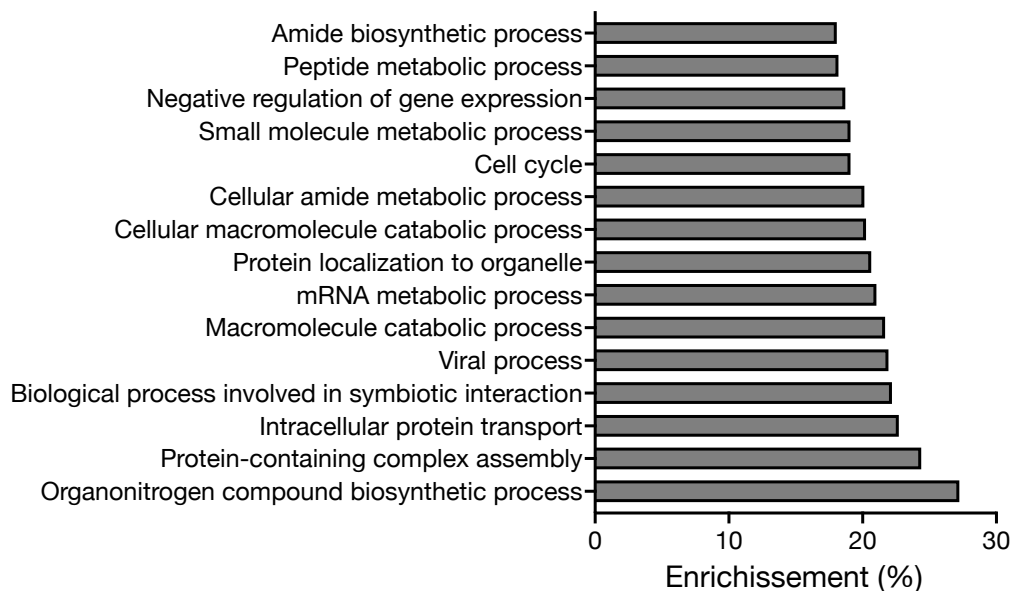 Amide biosynthetic process
Peptide metabolic process
Negative regulation of gene expression
Small molecule metabolic process
Cell cycle
Cellular amide metabolic process
Cellular macromolecule catabolic process
Protein localization to organelle
mRNA metabolic process
Macromolecule catabolic process
Viral process
Biological process involved in symbiotic interaction
Intracellular protein transport
Protein-containing complex assembly
Organonitrogen compound biosynthetic process
0 10 20 30
Enrichissement (%)